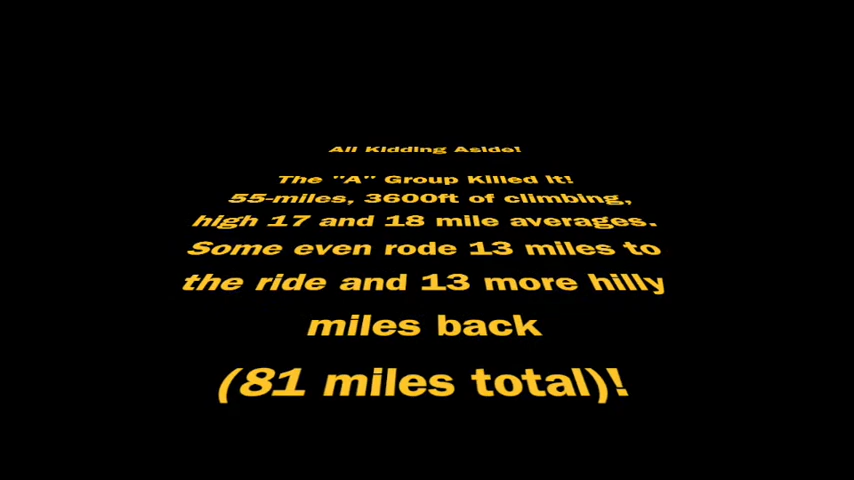 All Kidding Aside!
The "A" Group Killed It!
55-miles, 3600ft of climbing,
high 17 and 18 mile averages.
Some even rode 13 miles to
the ride and 13 more hilly
miles back
(81 miles total)!